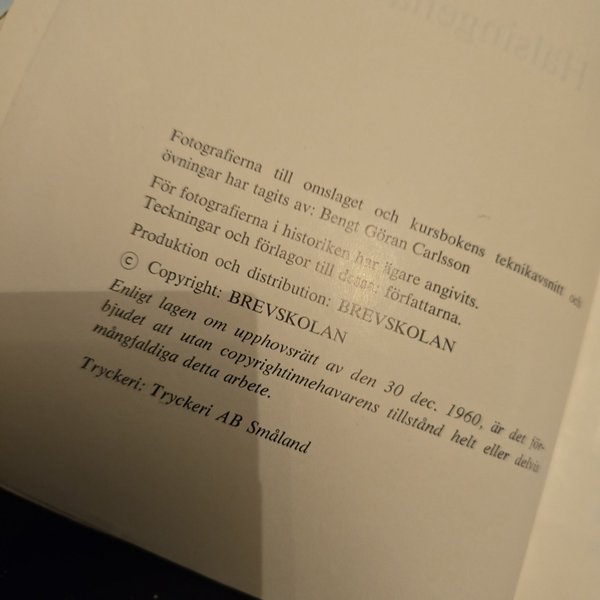 Fotografierna till omslaget och kursbokens teknikavsnitt och
övningar har tagits av: Bengt Göran Carlsson
För fotografierna i historiken har ägare angivits.
Teckningar och förlagor till dessa: författarna.
Produktion och distribution: BREVSKOLAN
© Copyright: BREVSKOLAN
Enligt lagen om upphovsrätt av den 30 dec. 1960, är det för-
bjudet att utan copyrightinnehavarens tillstånd helt eller delvis
mångfaldiga detta arbete.
Tryckeri: Tryckeri AB Småland